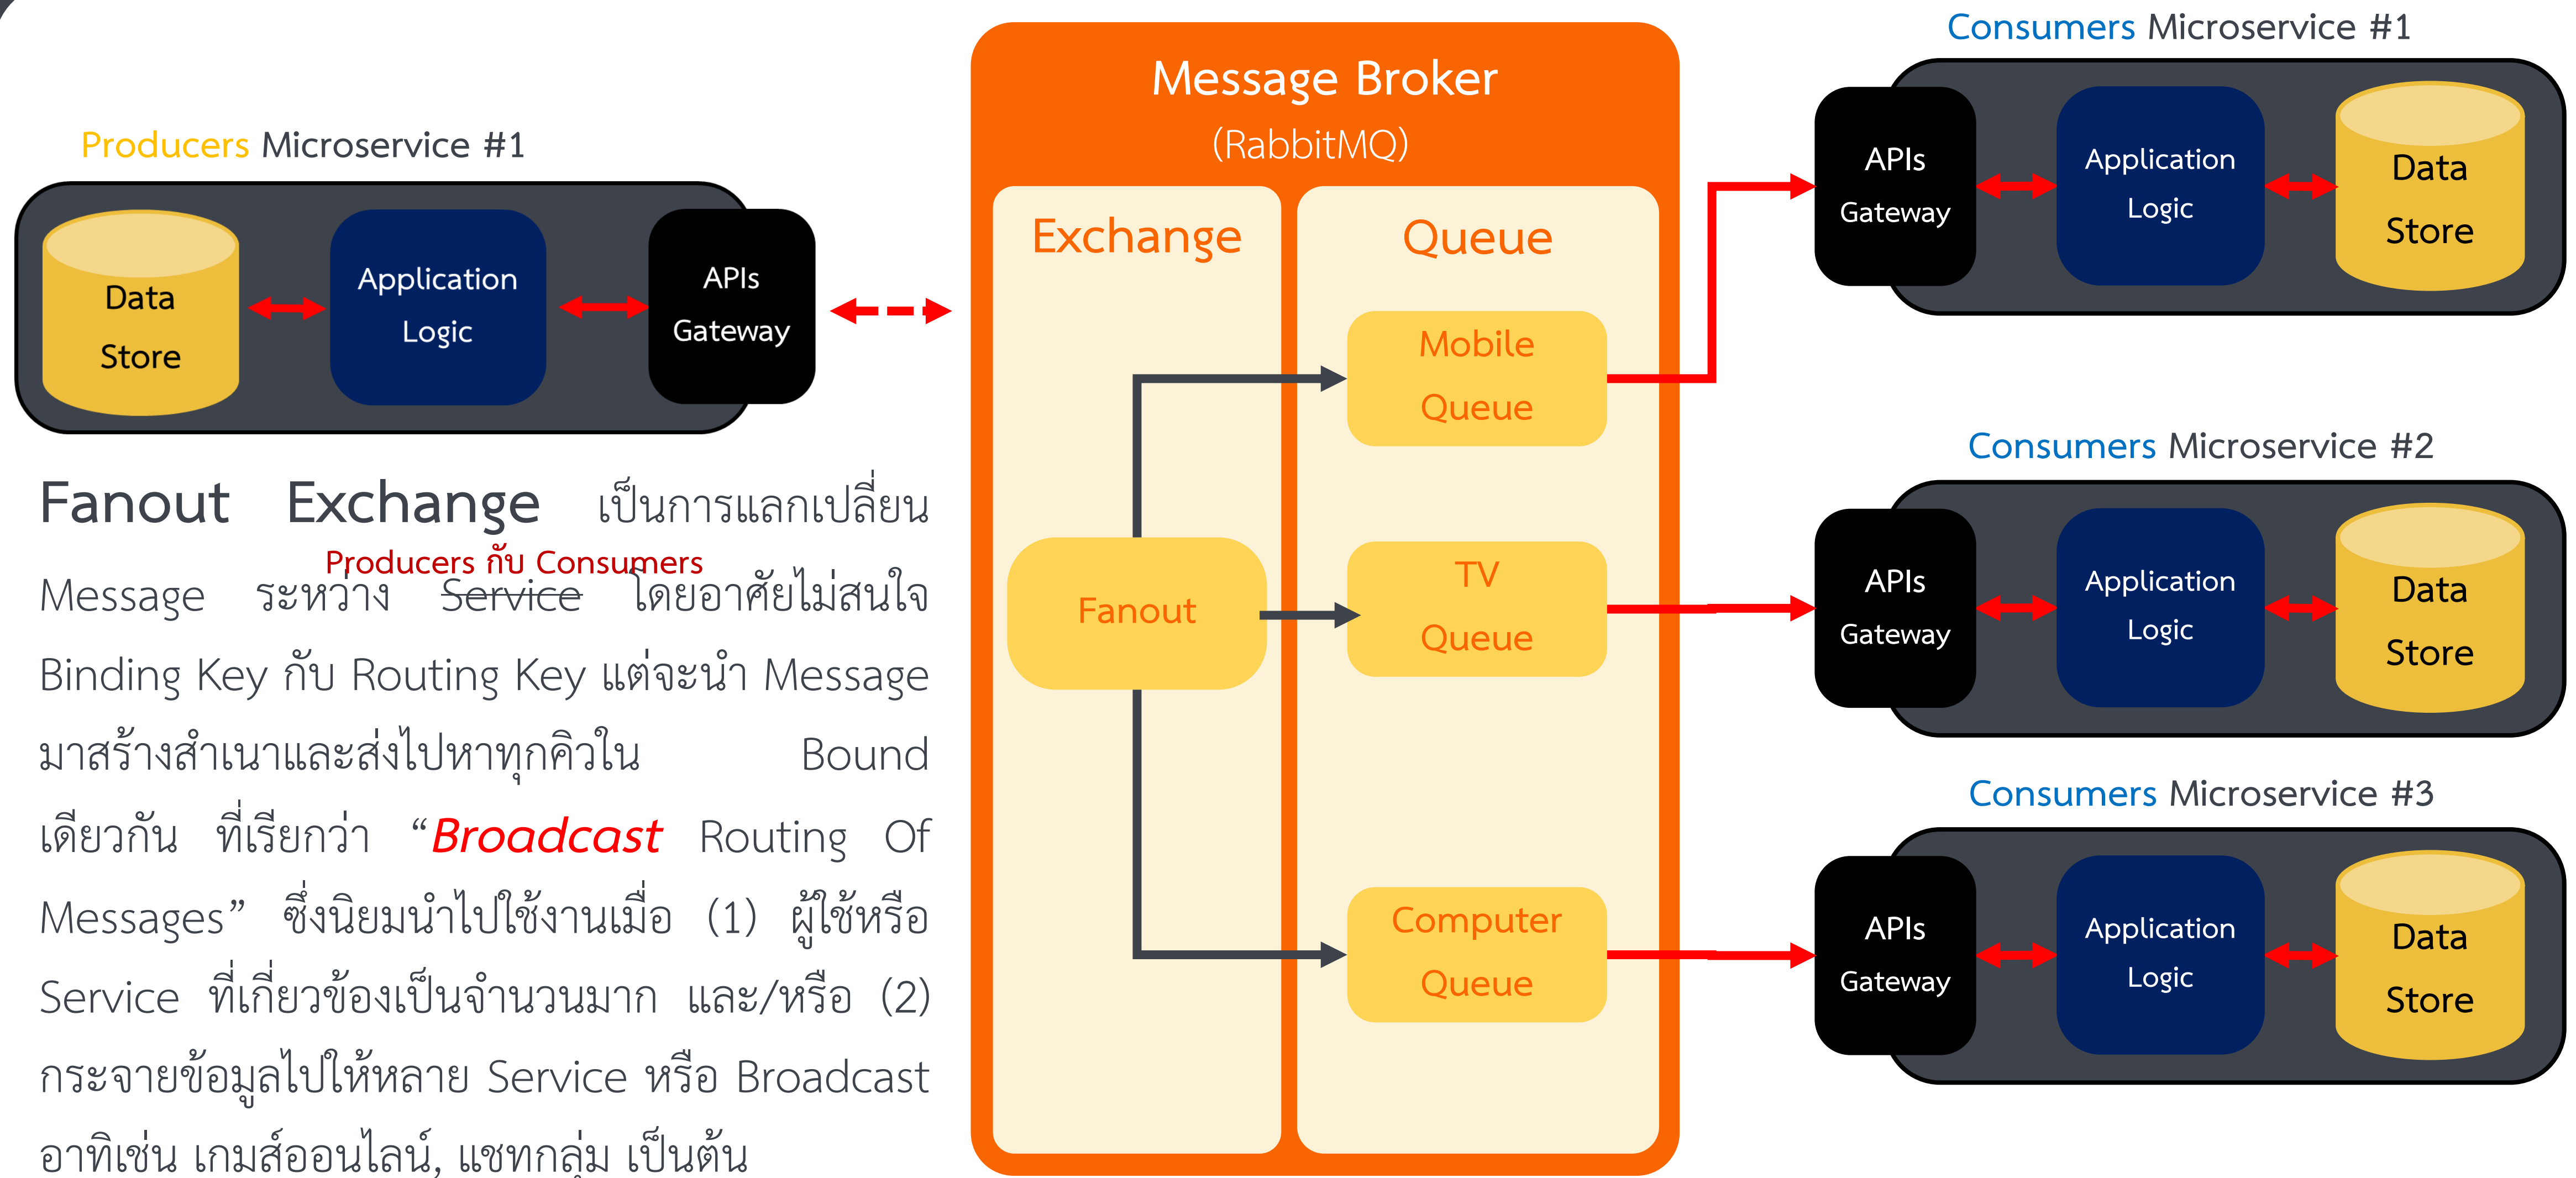 Producers Microservice #1
Data
Store
Application
Logic
APIs
Gateway
Fanout Exchange เป็นการแลกเปลี่ยน
Producers กับ Consumers
Message ระหว่าง Service โดยอาศัยไม่สนใจ
Binding Key กับ Routing Key แต่จะนำ Message
มาสร้างสำเนาและส่งไปหาทุกคิวใน Bound
เดียวกัน ที่เรียกว่า “Broadcast Routing Of
Messages” ซึ่งนิยมนำไปใช้งานเมื่อ (1) ผู้ใช้หรือ
Service ที่เกี่ยวข้องเป็นจำนวนมาก และ/หรือ (2)
กระจายข้อมูลไปให้หลาย Service หรือ Broadcast
อาทิเช่น เกมส์ออนไลน์, แชทกลุ่ม เป็นต้น
Message Broker
(RabbitMQ)
Exchange
Fanout
Queue
Mobile
Queue
TV
Queue
Computer
Queue
Consumers Microservice #1
APIs
Gateway
Application
Logic
Data
Store
Consumers Microservice #2
APIs
Gateway
Application
Logic
Data
Store
Consumers Microservice #3
APIs
Gateway
Application
Logic
Data
Store